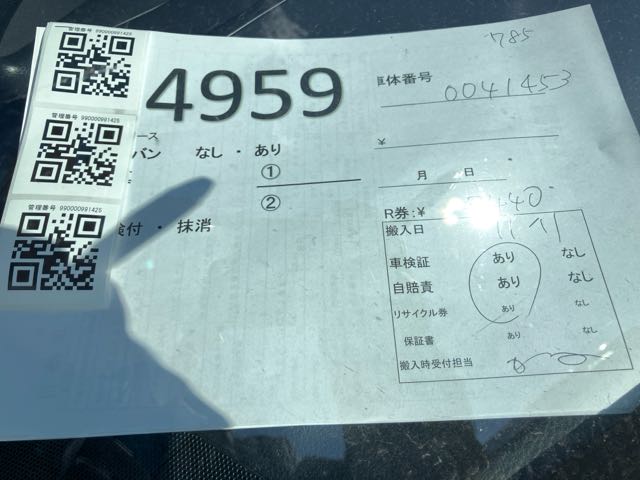 785
管理番号 990000991425
4959
体番号 0041453
管理番号 990000991425
ース
¥
バン なし・あり
①
月 日
②
管理番号 990000991425
R券:¥
付・抹消
搬入日 11/11
車検証 あり なし
自賠責 あり なし
リサイクル券 あり なし
保証書 あり なし
搬入時受付担当